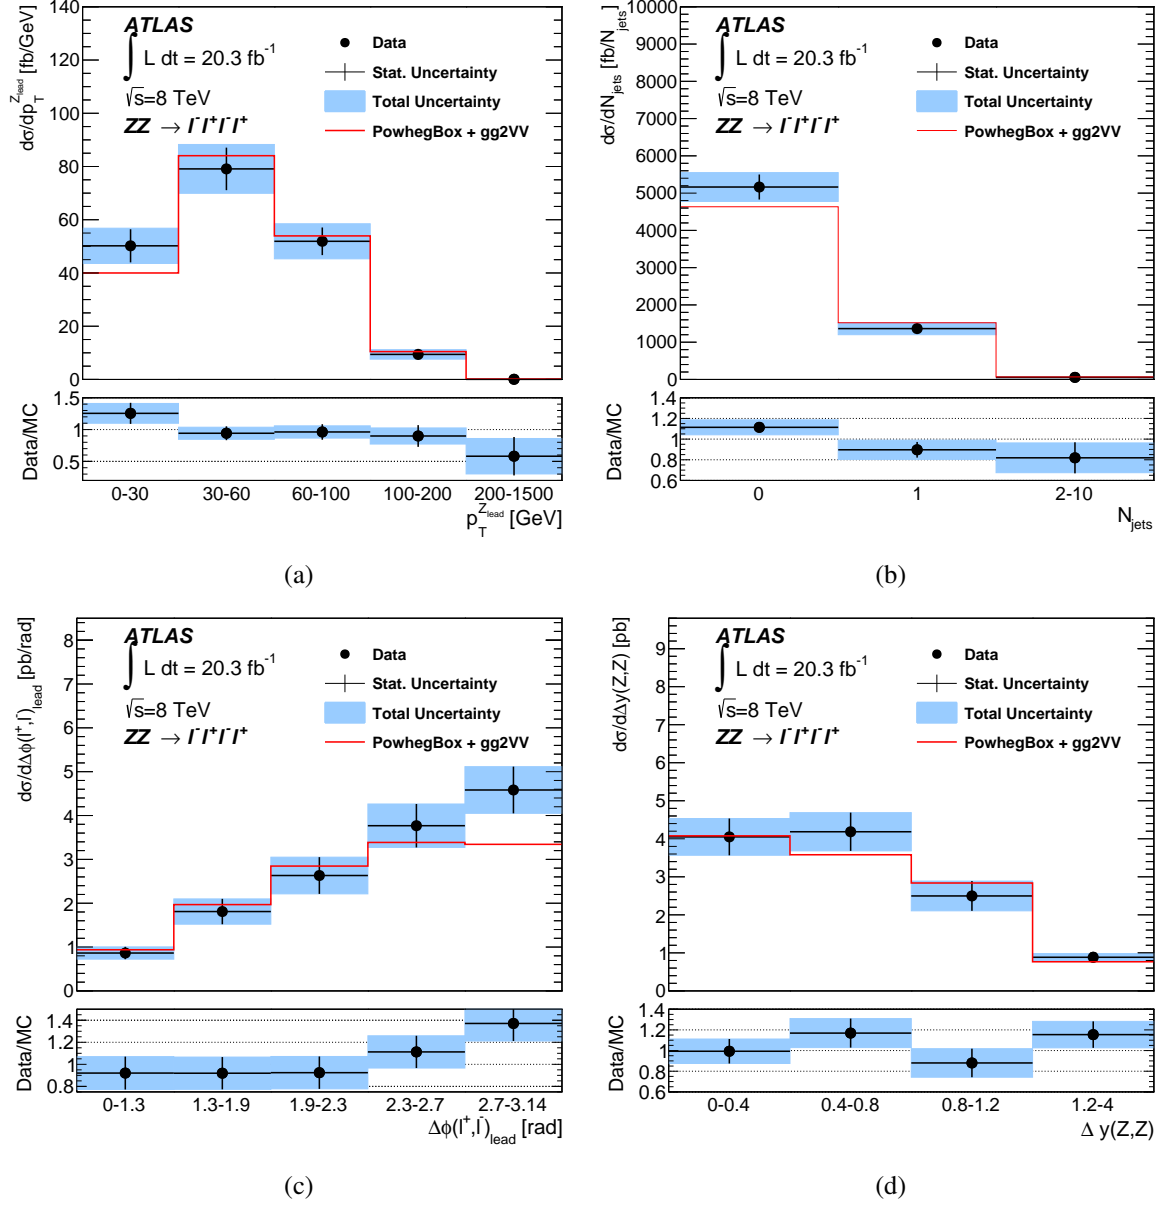 140
120
100
80
60
40
20
0
dσ/dp_T^{Z_lead} [fb/GeV]
ATLAS
∫ L dt = 20.3 fb⁻¹
√s=8 TeV
ZZ → l⁻l⁺l⁻l⁺
Data
Stat. Uncertainty
Total Uncertainty
PowhegBox + gg2VV
1.5
1
0.5
Data/MC
0-30 30-60 60-100 100-200 200-1500
p_T^{Z_lead} [GeV]
(a)
10000
9000
8000
7000
6000
5000
4000
3000
2000
1000
0
dσ/dN_jets [fb/N_jets]
ATLAS
∫ L dt = 20.3 fb⁻¹
√s=8 TeV
ZZ → l⁻l⁺l⁻l⁺
Data
Stat. Uncertainty
Total Uncertainty
PowhegBox + gg2VV
1.4
1.2
1
0.8
0.6
Data/MC
0 1 2-10
N_jets
(b)
8
7
6
5
4
3
2
1
0
dσ/dΔφ(l⁺,l⁻)_lead [pb/rad]
ATLAS
∫ L dt = 20.3 fb⁻¹
√s=8 TeV
ZZ → l⁻l⁺l⁻l⁺
Data
Stat. Uncertainty
Total Uncertainty
PowhegBox + gg2VV
1.4
1.2
1
0.8
Data/MC
0-1.3 1.3-1.9 1.9-2.3 2.3-2.7 2.7-3.14
Δφ(l⁺,l⁻)_lead [rad]
(c)
9
8
7
6
5
4
3
2
1
0
dσ/dΔy(Z,Z) [pb]
ATLAS
∫ L dt = 20.3 fb⁻¹
√s=8 TeV
ZZ → l⁻l⁺l⁻l⁺
Data
Stat. Uncertainty
Total Uncertainty
PowhegBox + gg2VV
1.4
1.2
1
0.8
0.6
Data/MC
0-0.4 0.4-0.8 0.8-1.2 1.2-4
Δ y(Z,Z)
(d)